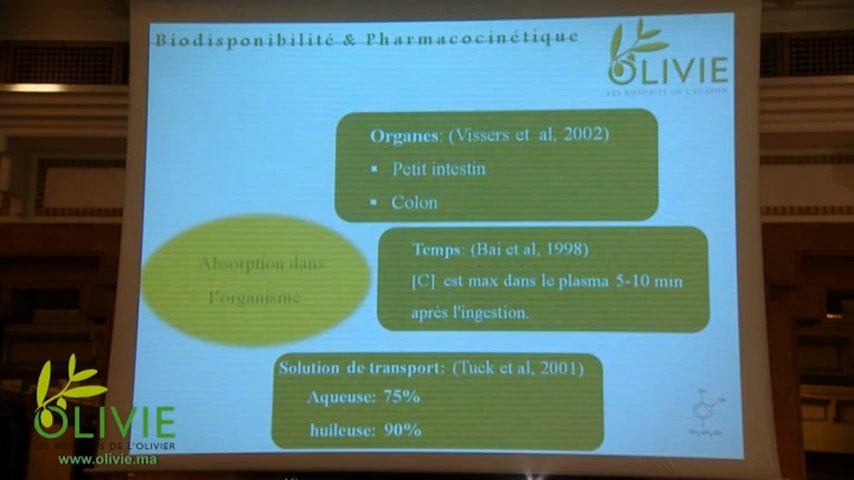 Biodisponibilité & Pharmacocinétique
OLIVIE
LES BIENFAITS DE L'OLIVIER
Organes: (Vissers et al, 2002)
▪ Petit intestin
▪ Colon
Absorption dans
l'organisme
Temps: (Bai et al, 1998)
[C] est max dans le plasma 5-10 min
après l'ingestion.
Solution de transport: (Tuck et al, 2001)
Aqueuse: 75%
huileuse: 90%
OLIVIE
LES BIENFAITS DE L'OLIVIER
www.olivie.ma